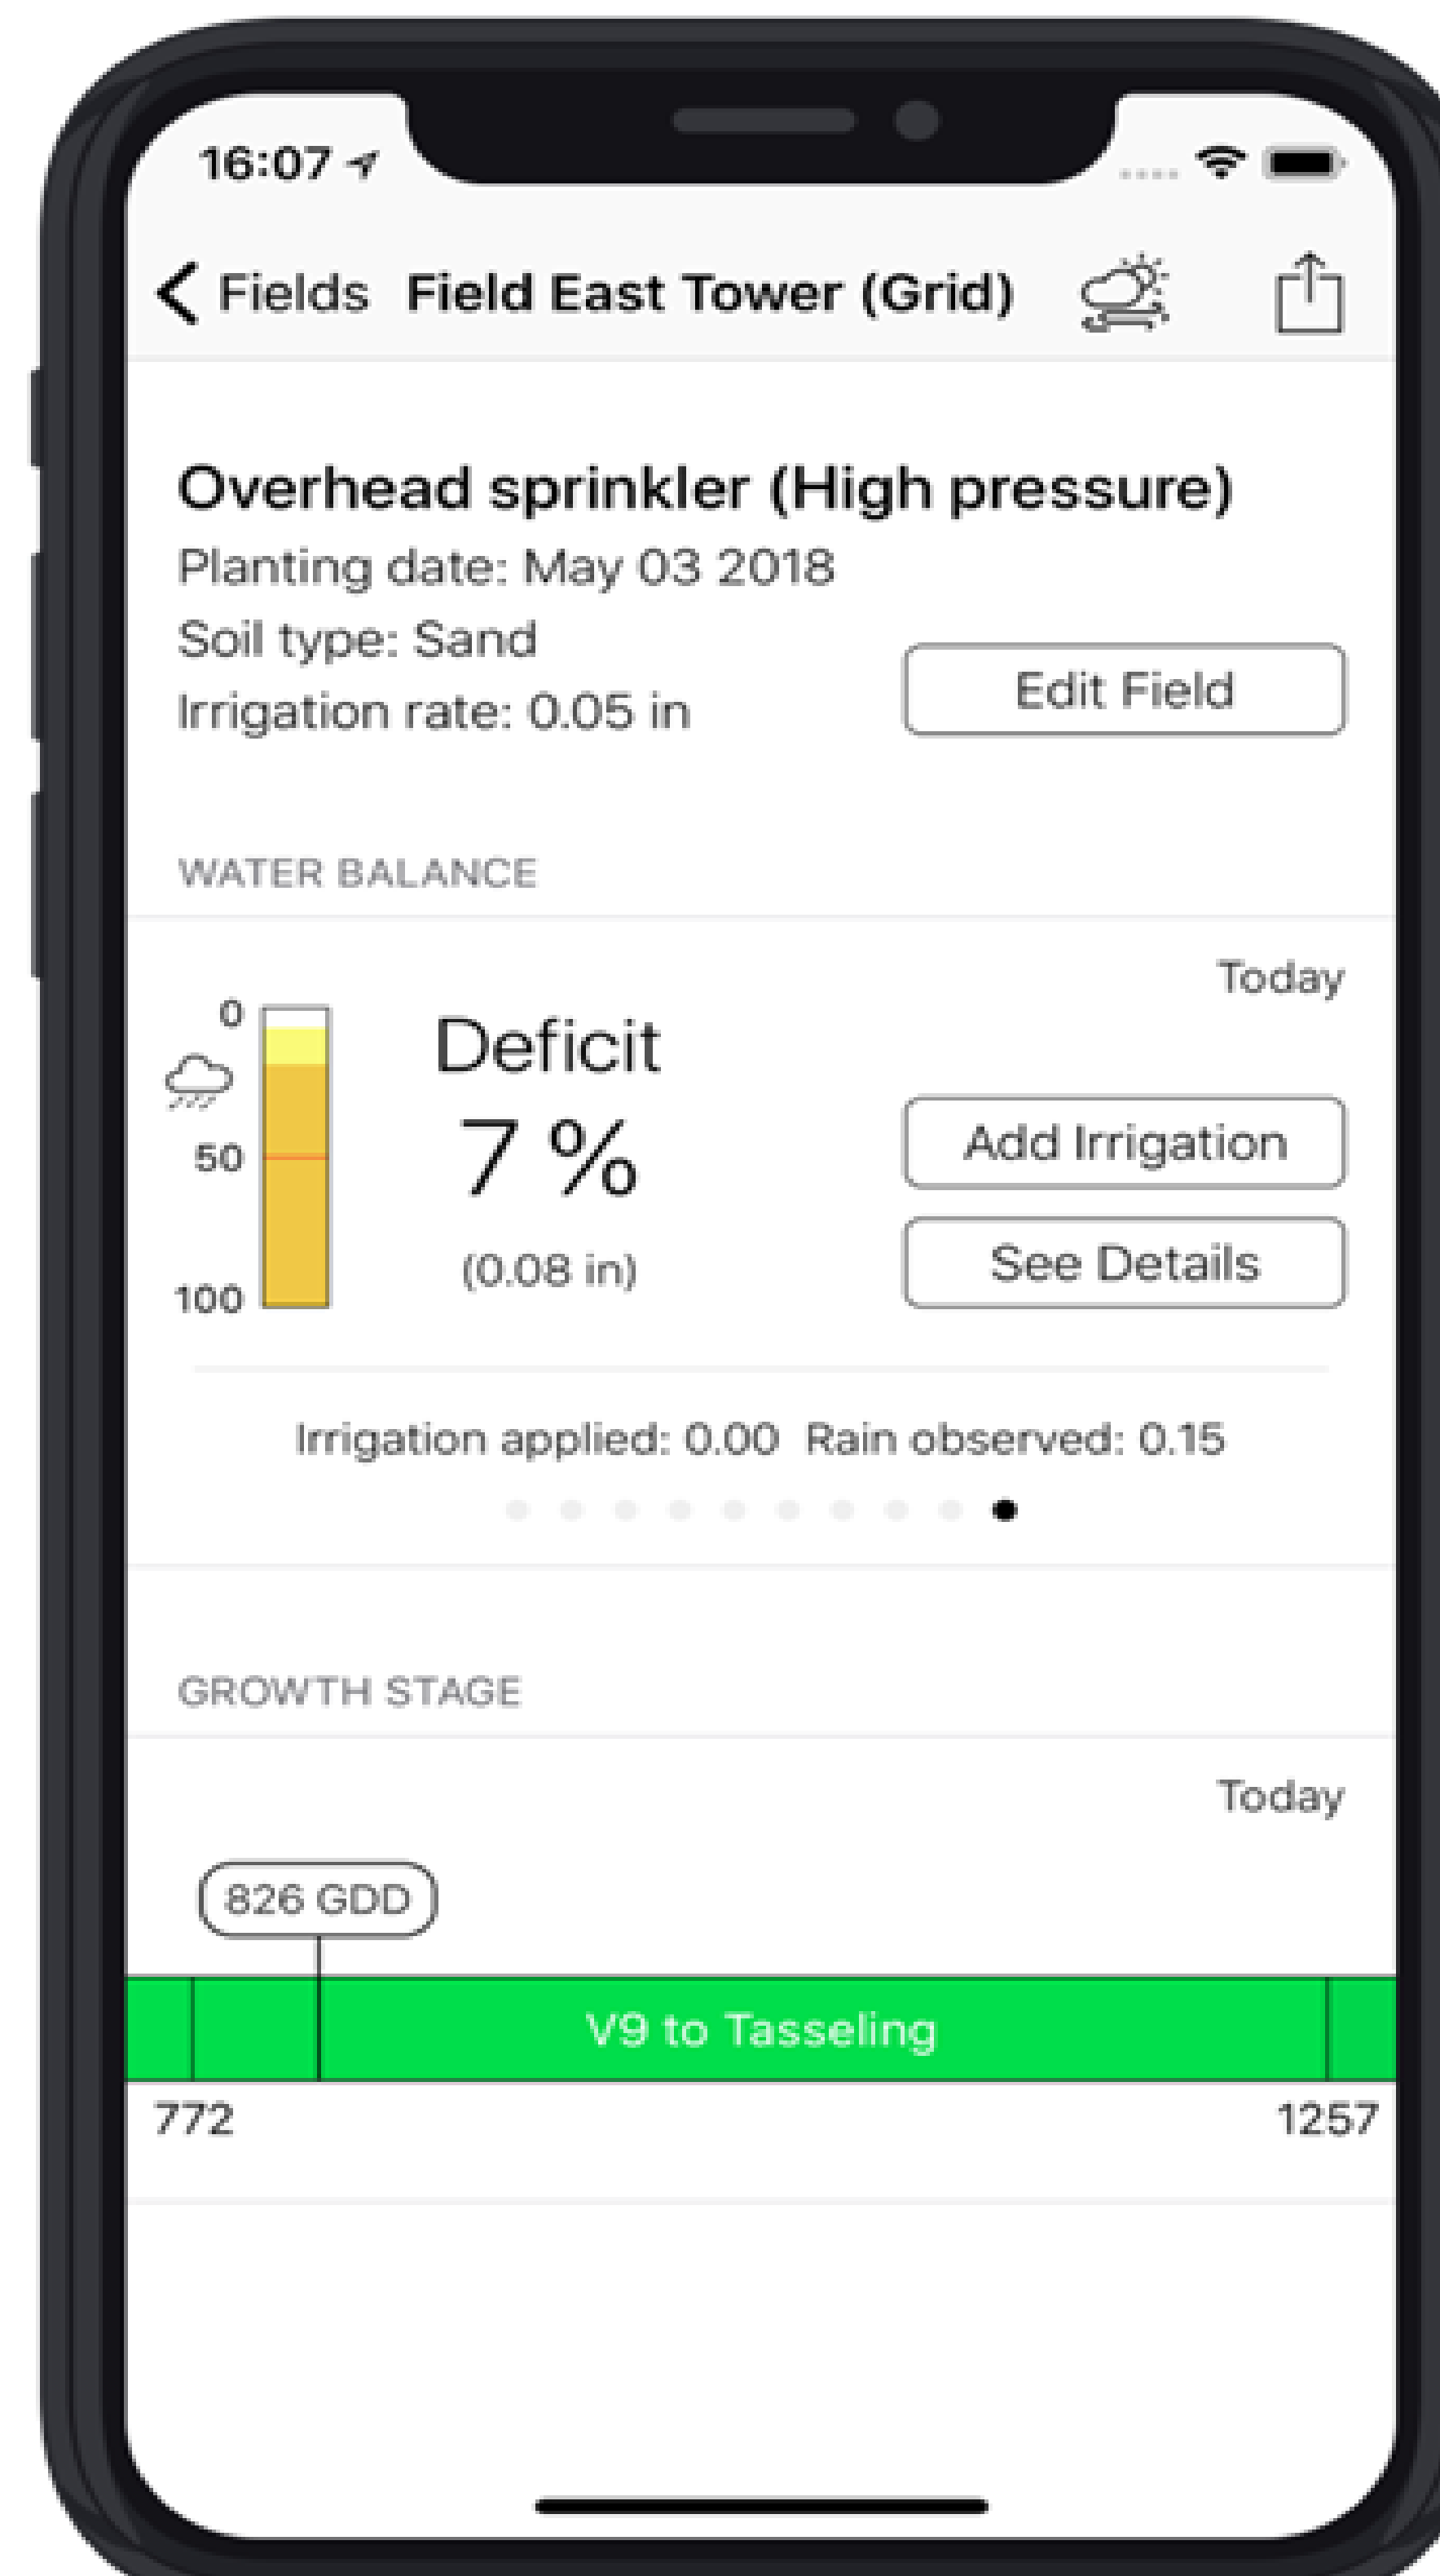 16:07
Fields Field East Tower (Grid)
Overhead sprinkler (High pressure)
Planting date: May 03 2018
Soil type: Sand
Irrigation rate: 0.05 in
Edit Field
WATER BALANCE
Today
0
50
100
Deficit
7 %
(0.08 in)
Add Irrigation
See Details
Irrigation applied: 0.00 Rain observed: 0.15
GROWTH STAGE
Today
826 GDD
V9 to Tasseling
772 1257